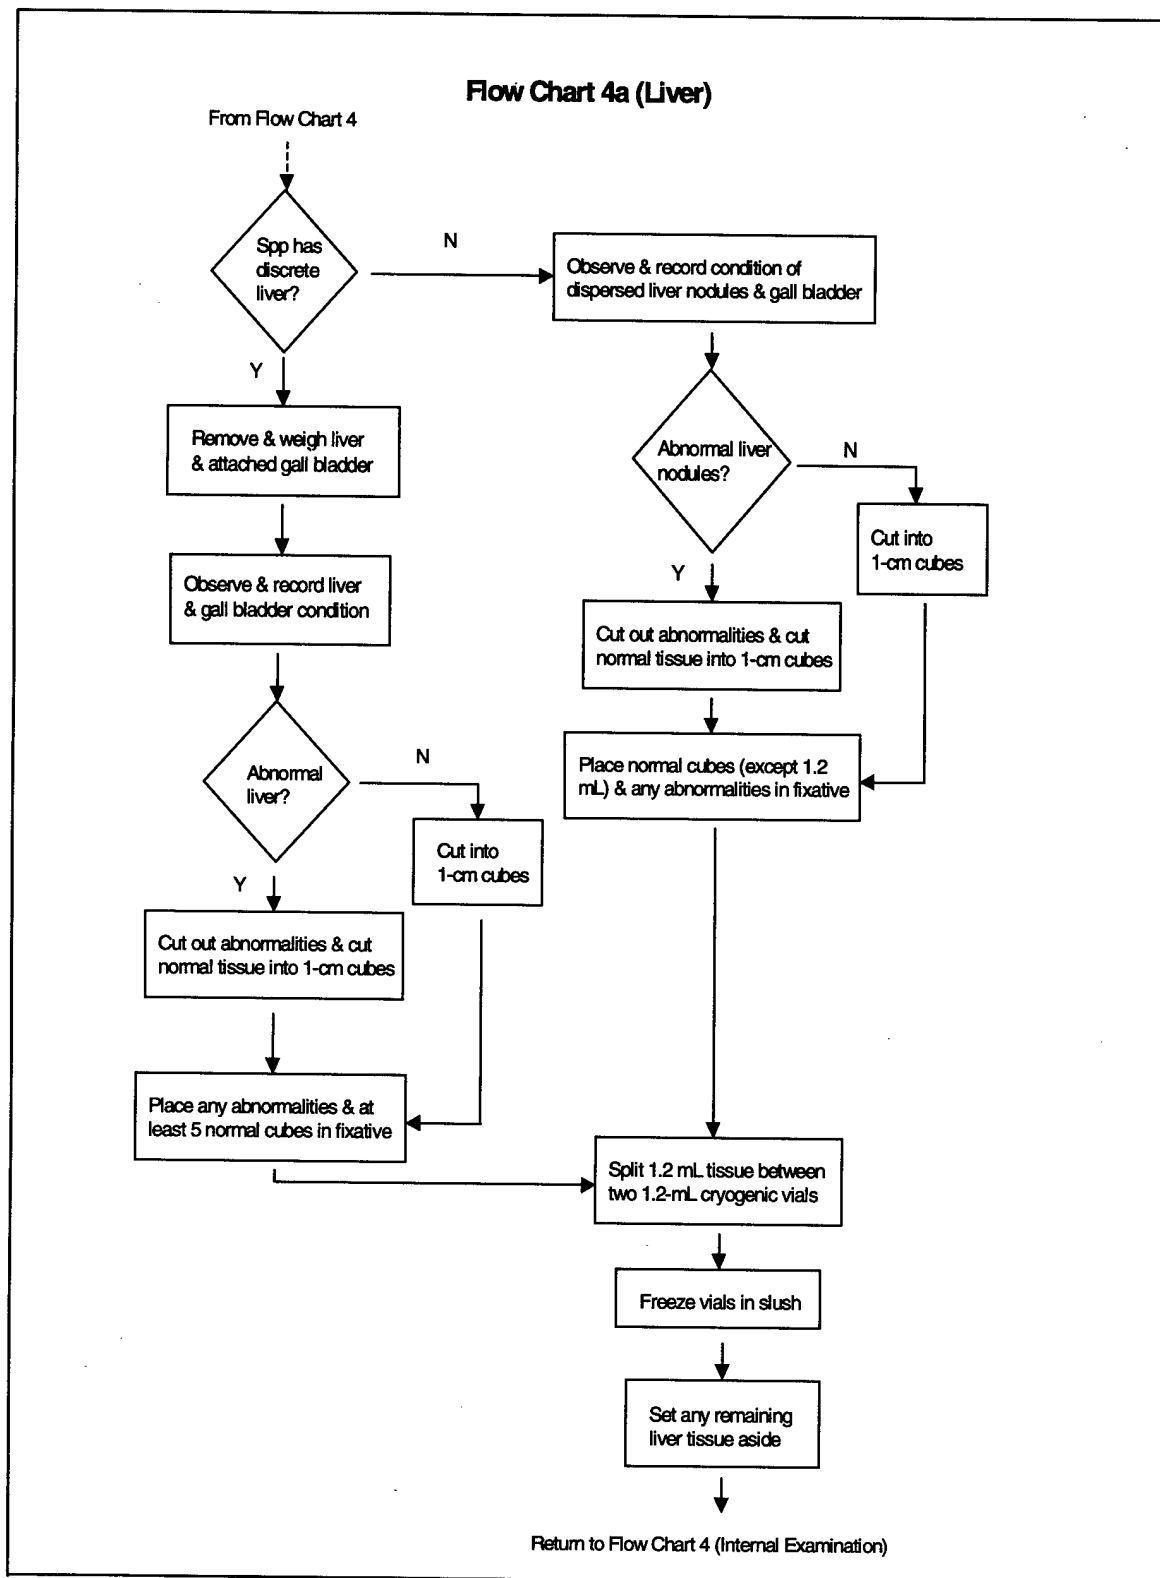 Flow Chart 4a (Liver)
From Flow Chart 4
Spp has
discrete
liver?
N
Observe & record condition of
dispersed liver nodules & gall bladder
Y
Remove & weigh liver
& attached gall bladder
Abnormal liver
nodules?
N
Cut into
1-cm cubes
Observe & record liver
& gall bladder condition
Y
Cut out abnormalities & cut
normal tissue into 1-cm cubes
Abnormal
liver?
N
Place normal cubes (except 1.2
mL) & any abnormalities in fixative
Cut into
1-cm cubes
Y
Cut out abnormalities & cut
normal tissue into 1-cm cubes
Place any abnormalities & at
least 5 normal cubes in fixative
Split 1.2 mL tissue between
two 1.2-mL cryogenic vials
Freeze vials in slush
Set any remaining
liver tissue aside
Return to Flow Chart 4 (Internal Examination)